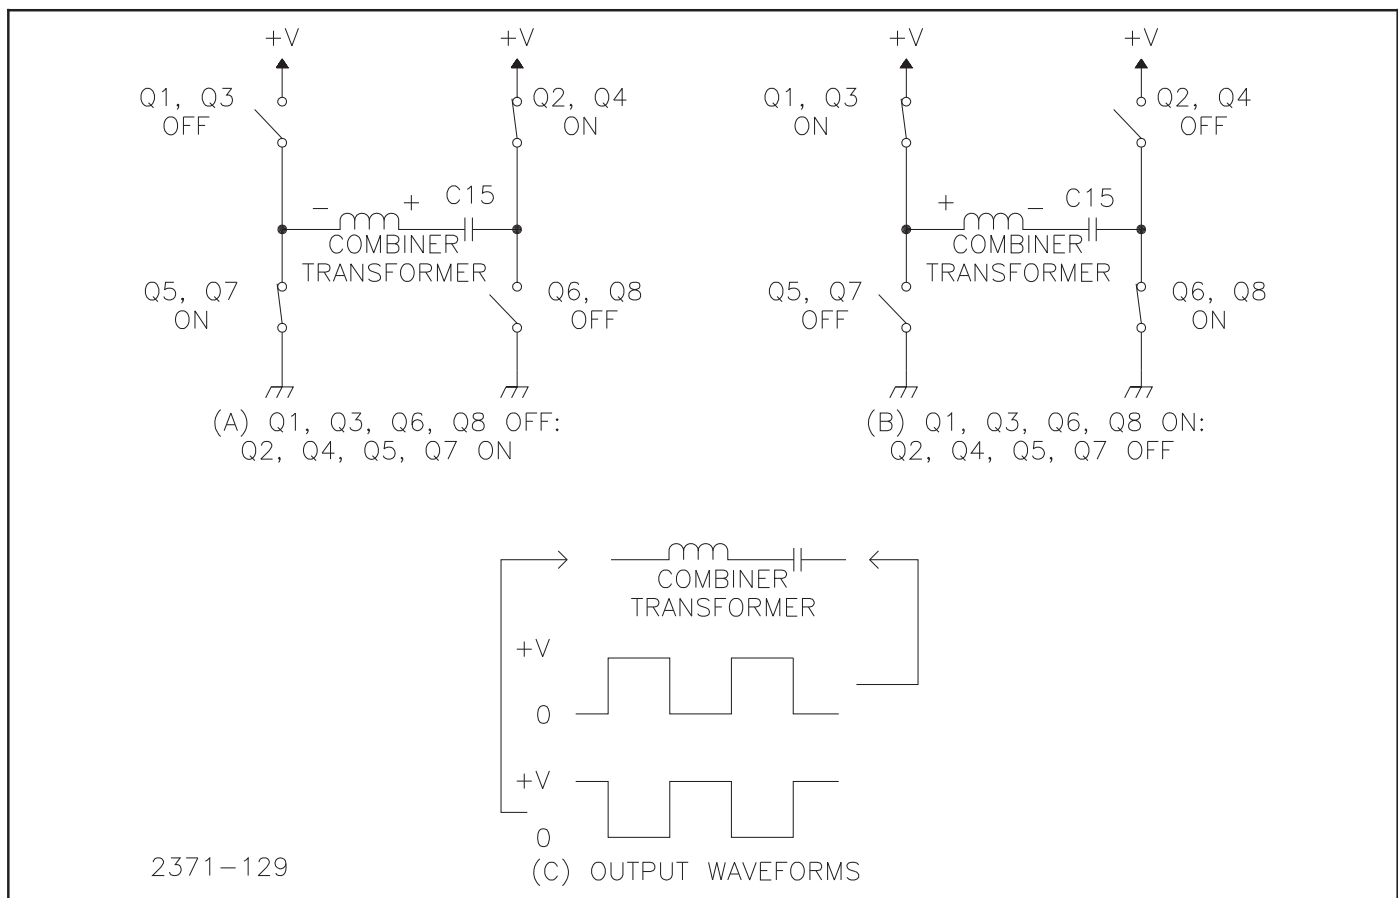 +V
+V
Q1, Q3
OFF
Q2, Q4
ON
− + C15
COMBINER
TRANSFORMER
Q5, Q7
ON
Q6, Q8
OFF
(A) Q1, Q3, Q6, Q8 OFF:
Q2, Q4, Q5, Q7 ON
+V
+V
Q1, Q3
ON
Q2, Q4
OFF
+ − C15
COMBINER
TRANSFORMER
Q5, Q7
OFF
Q6, Q8
ON
(B) Q1, Q3, Q6, Q8 ON:
Q2, Q4, Q5, Q7 OFF
COMBINER
TRANSFORMER
+V
0
+V
0
(C) OUTPUT WAVEFORMS
2371−129